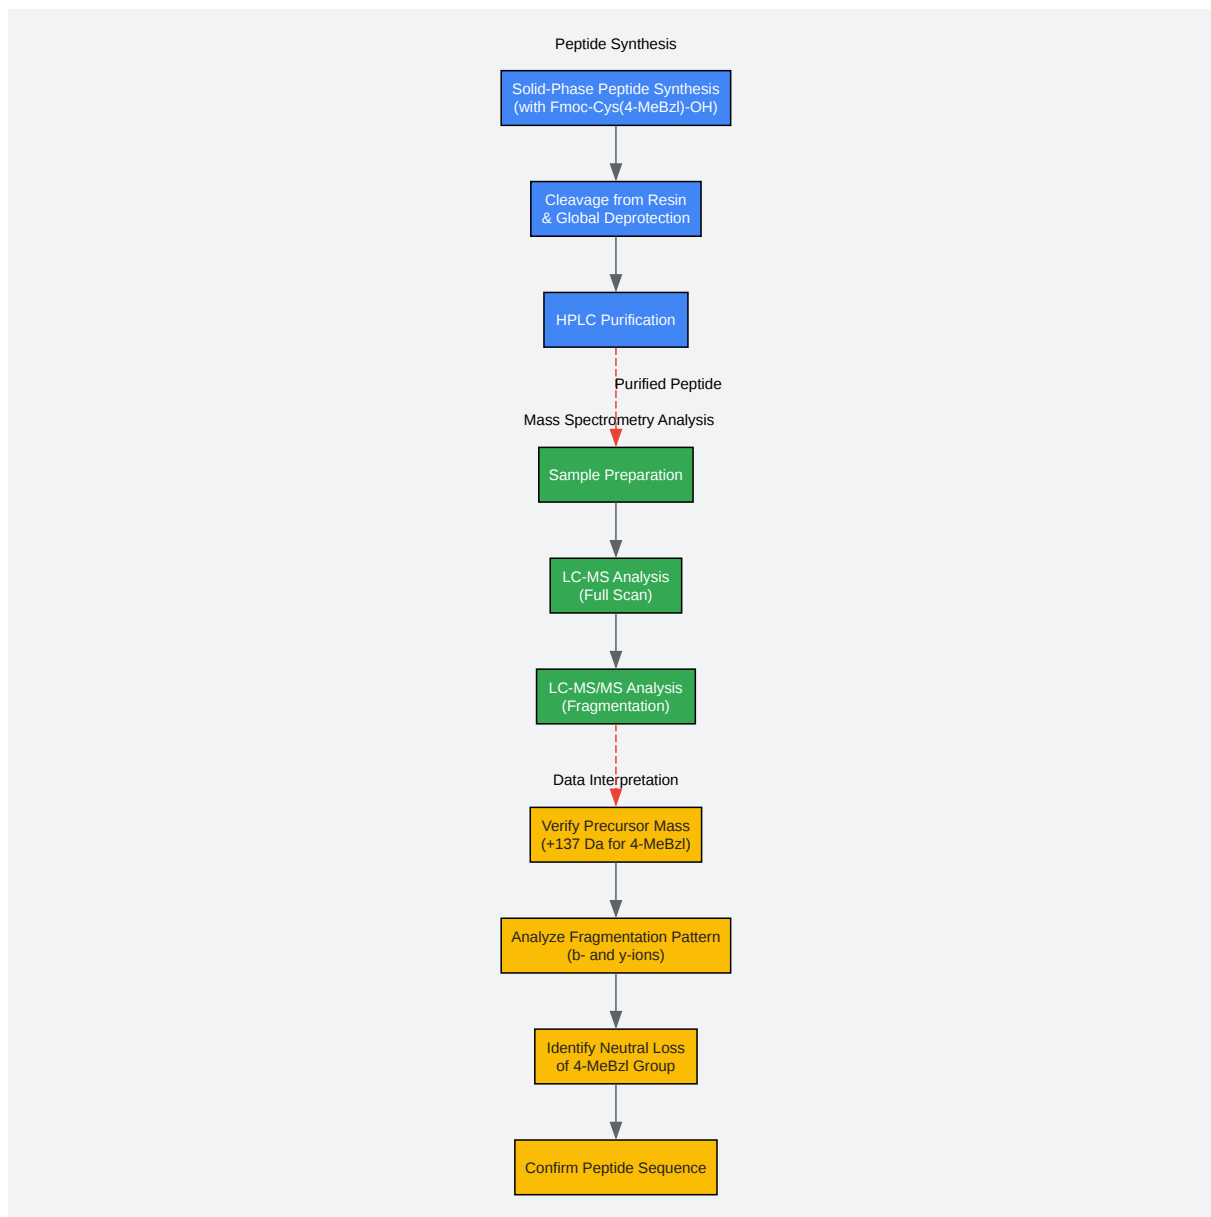 Peptide Synthesis
Solid-Phase Peptide Synthesis
(with Fmoc-Cys(4-MeBzl)-OH)
Cleavage from Resin
& Global Deprotection
HPLC Purification
Purified Peptide
Mass Spectrometry Analysis
Sample Preparation
LC-MS Analysis
(Full Scan)
LC-MS/MS Analysis
(Fragmentation)
Data Interpretation
Verify Precursor Mass
(+137 Da for 4-MeBzl)
Analyze Fragmentation Pattern
(b- and y-ions)
Identify Neutral Loss
of 4-MeBzl Group
Confirm Peptide Sequence